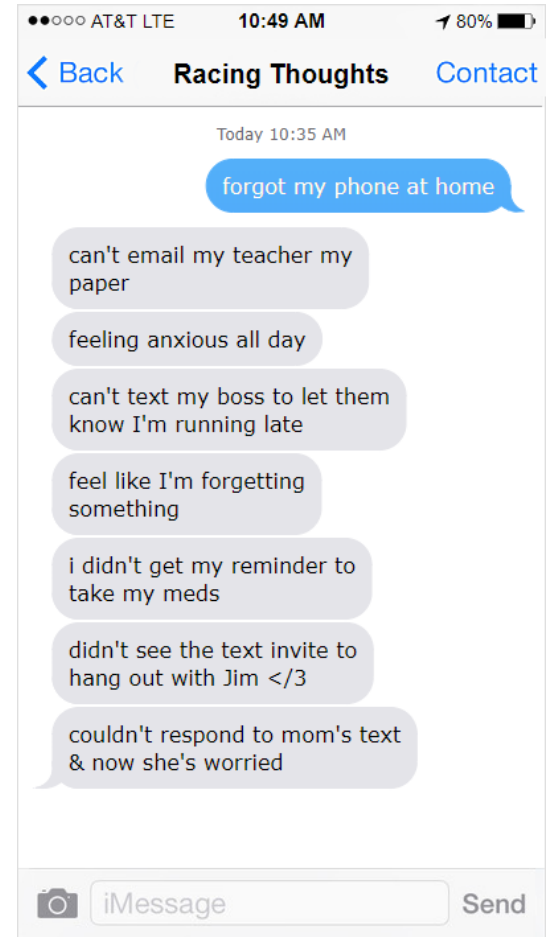 AT&T LTE 10:49 AM 80%
Back Racing Thoughts Contact
Today 10:35 AM
forgot my phone at home
can't email my teacher my
paper
feeling anxious all day
can't text my boss to let them
know I'm running late
feel like I'm forgetting
something
i didn't get my reminder to
take my meds
didn't see the text invite to
hang out with Jim </3
couldn't respond to mom's text
& now she's worried
iMessage Send